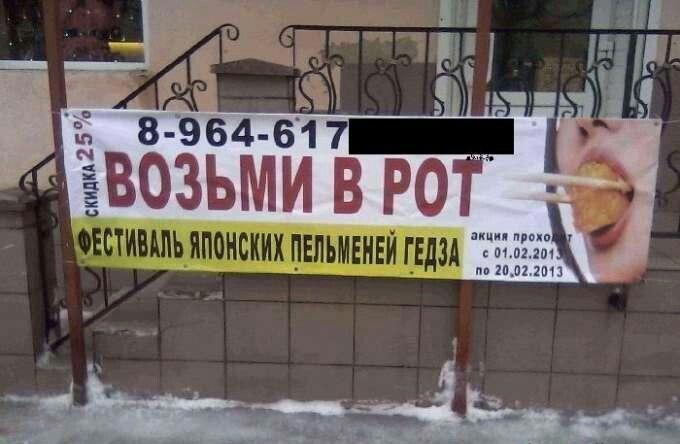 СКИДКА 25%
8-964-617
ВОЗЬМИ В РОТ
ФЕСТИВАЛЬ ЯПОНСКИХ ПЕЛЬМЕНЕЙ ГЕДЗА
акция проходит
с 01.02.2013
по 20.02.2013